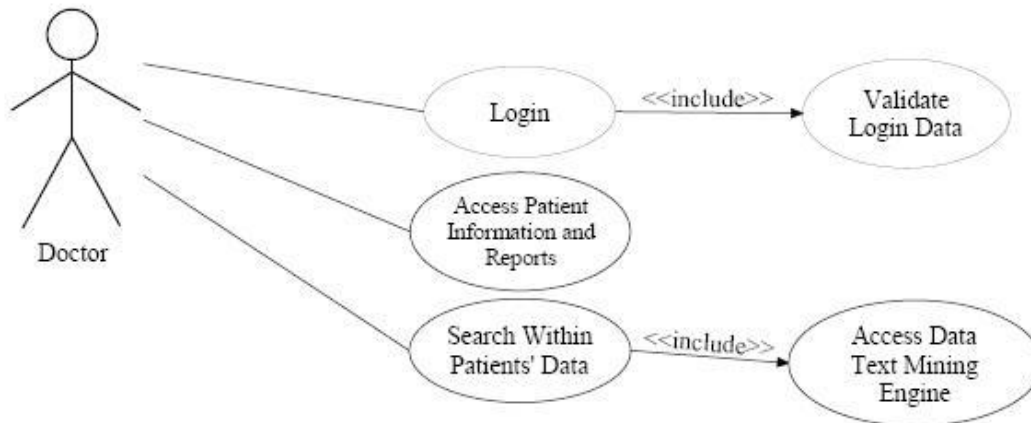 Login
<<include>>
Validate
Login Data
Access Patient
Information and
Reports
Doctor
Search Within
Patients' Data
<<include>>
Access Data
Text Mining
Engine